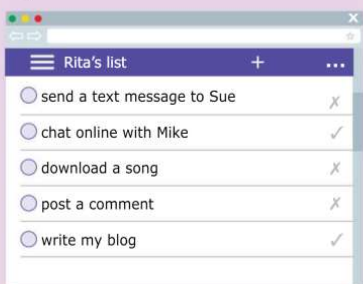 Rita's list
send a text message to Sue ✗
chat online with Mike ✓
download a song ✗
post a comment ✗
write my blog ✓